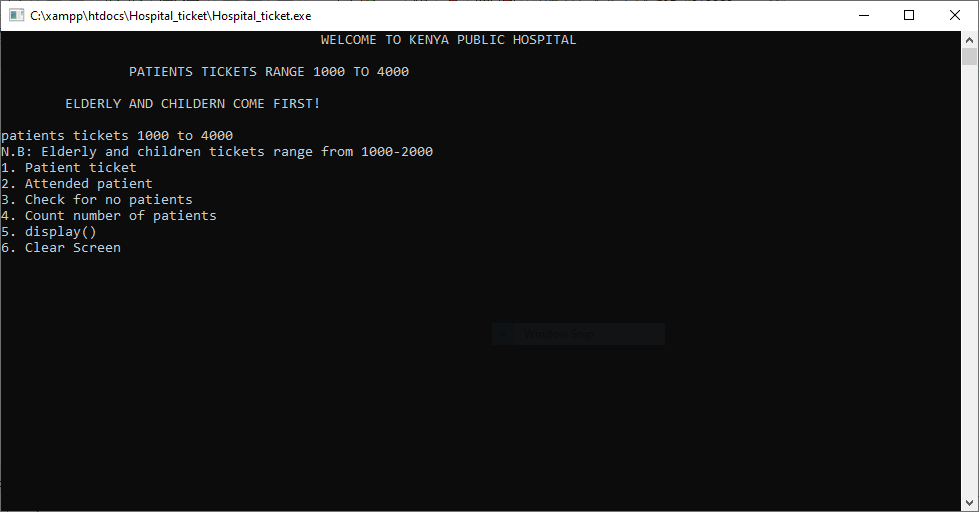 C:\xampp\htdocs\Hospital_ticket\Hospital_ticket.exe
WELCOME TO KENYA PUBLIC HOSPITAL
PATIENTS TICKETS RANGE 1000 TO 4000
ELDERLY AND CHILDERN COME FIRST!
patients tickets 1000 to 4000
N.B: Elderly and children tickets range from 1000-2000
1. Patient ticket
2. Attended patient
3. Check for no patients
4. Count number of patients
5. display()
6. Clear Screen